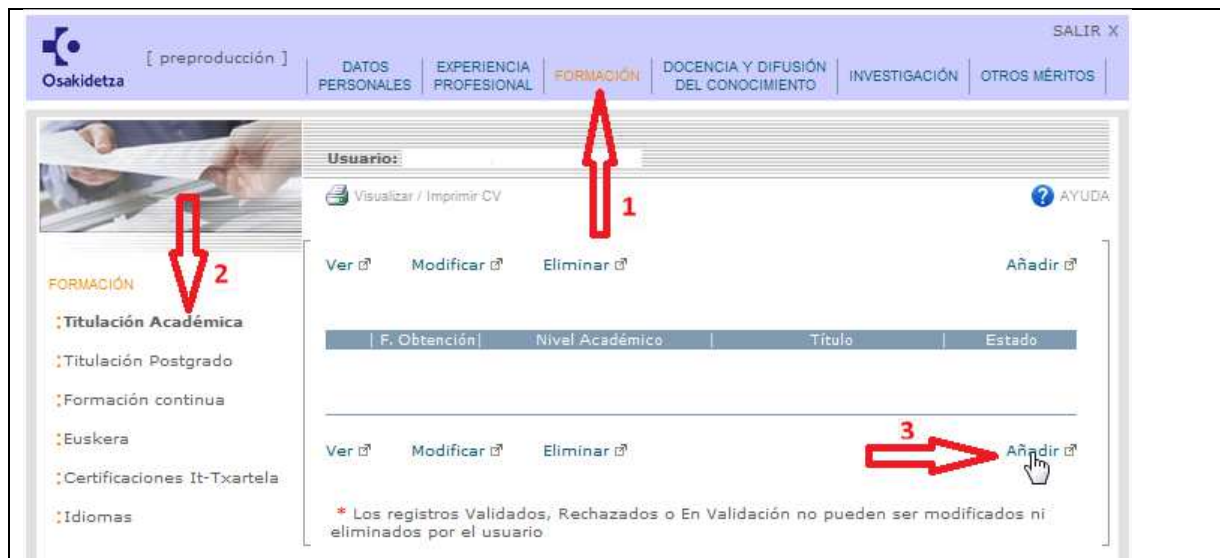 SALIR X
Osakidetza
[ preproducción ]
DATOS PERSONALES
EXPERIENCIA PROFESIONAL
FORMACIÓN
DOCENCIA Y DIFUSIÓN DEL CONOCIMIENTO
INVESTIGACIÓN
OTROS MÉRITOS
Usuario:
Visualizar / Imprimir CV
AYUDA
1
2
FORMACIÓN
Titulación Académica
Titulación Postgrado
Formación continua
Euskera
Certificaciones It-Txartela
Idiomas
Ver Modificar Eliminar Añadir
| F. Obtención| Nivel Académico | Título | Estado
3
Ver Modificar Eliminar Añadir
* Los registros Validados, Rechazados o En Validación no pueden ser modificados ni
eliminados por el usuario